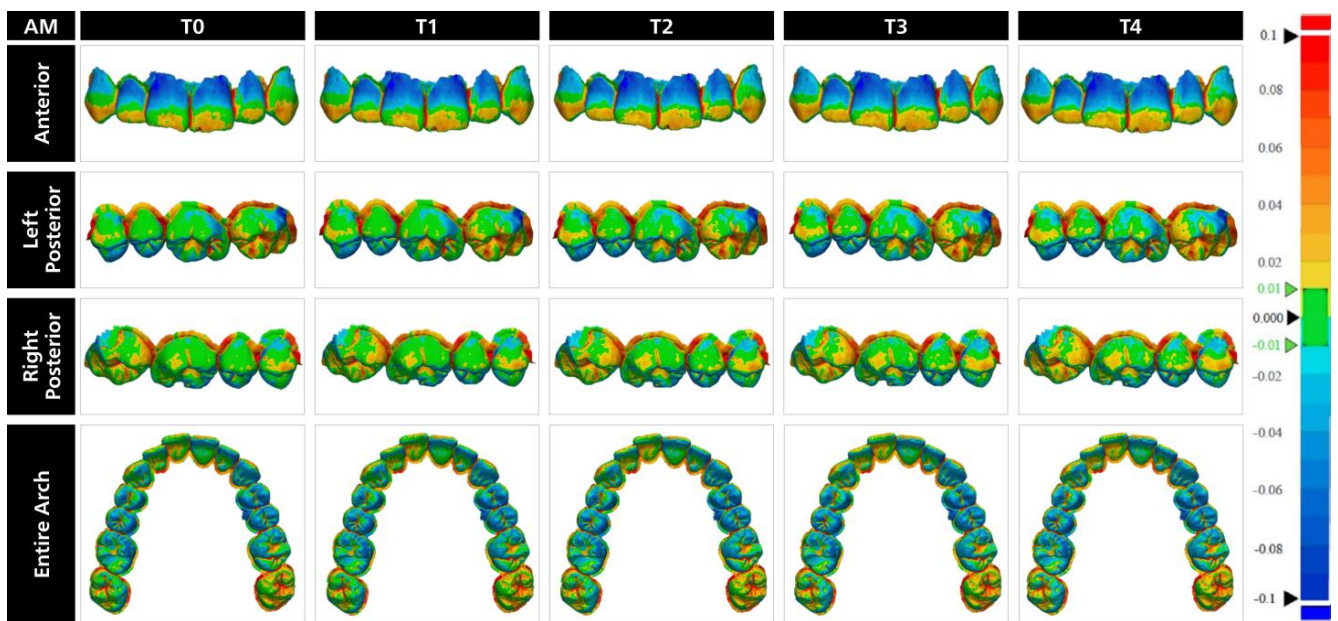 AM T0 T1 T2 T3 T4
Anterior
Left
Posterior
Right
Posterior
Entire Arch
0.1
0.08
0.06
0.04
0.02
0.01
0.000
-0.01
-0.02
-0.04
-0.06
-0.08
-0.1